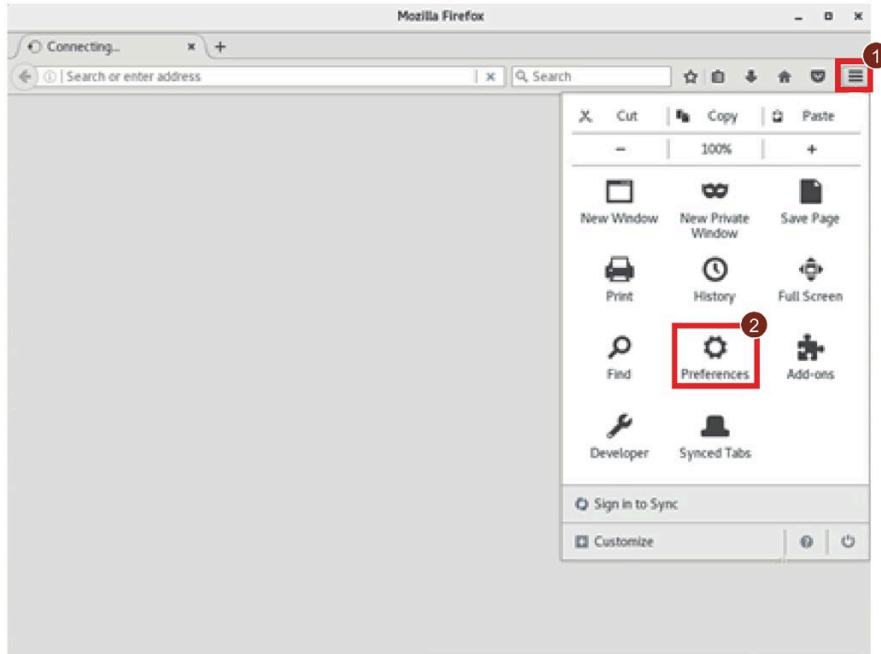 Mozilla Firefox
Connecting...
Search or enter address
Search
1
Cut Copy Paste
− 100% +
New Window New Private Window Save Page
Print History Full Screen
2
Find Preferences Add-ons
Developer Synced Tabs
Sign in to Sync
Customize